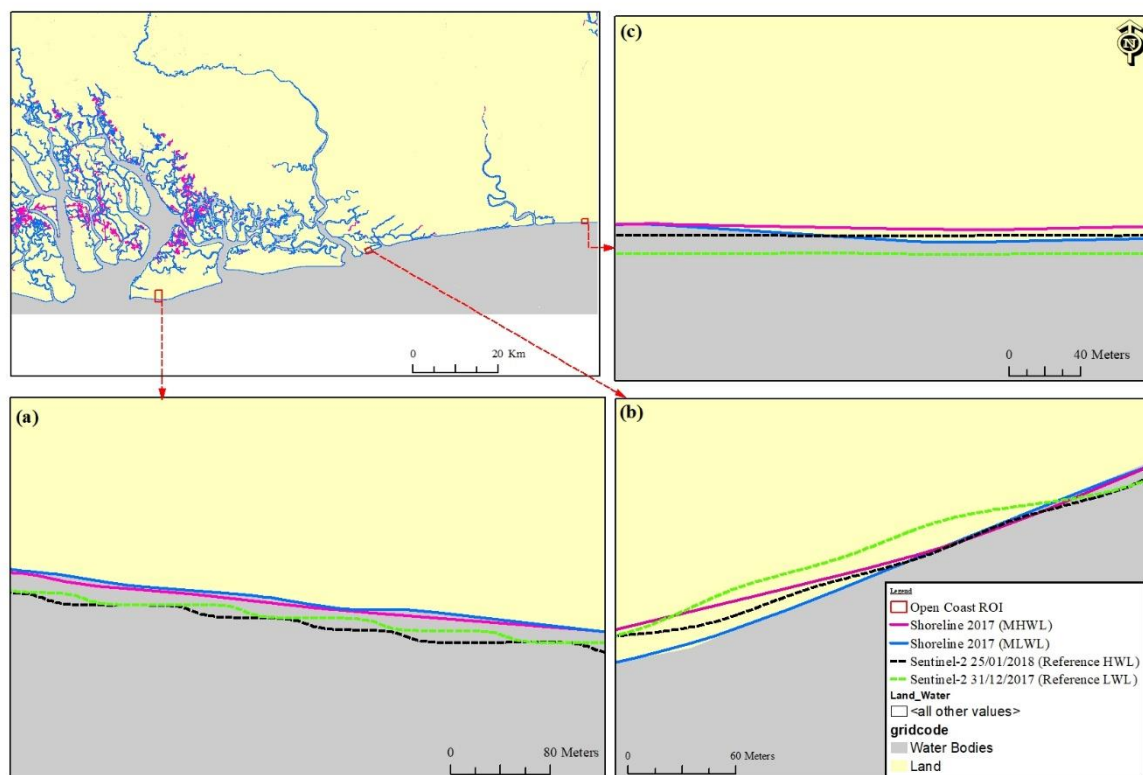 (c)
N
0 20 Km
0 40 Meters
(a)
(b)
0 80 Meters
0 60 Meters
Legend
Open Coast ROI
Shoreline 2017 (MHWL)
Shoreline 2017 (MLWL)
Sentinel-2 25/01/2018 (Reference HWL)
Sentinel-2 31/12/2017 (Reference LWL)
Land_Water
<all other values>
gridcode
Water Bodies
Land